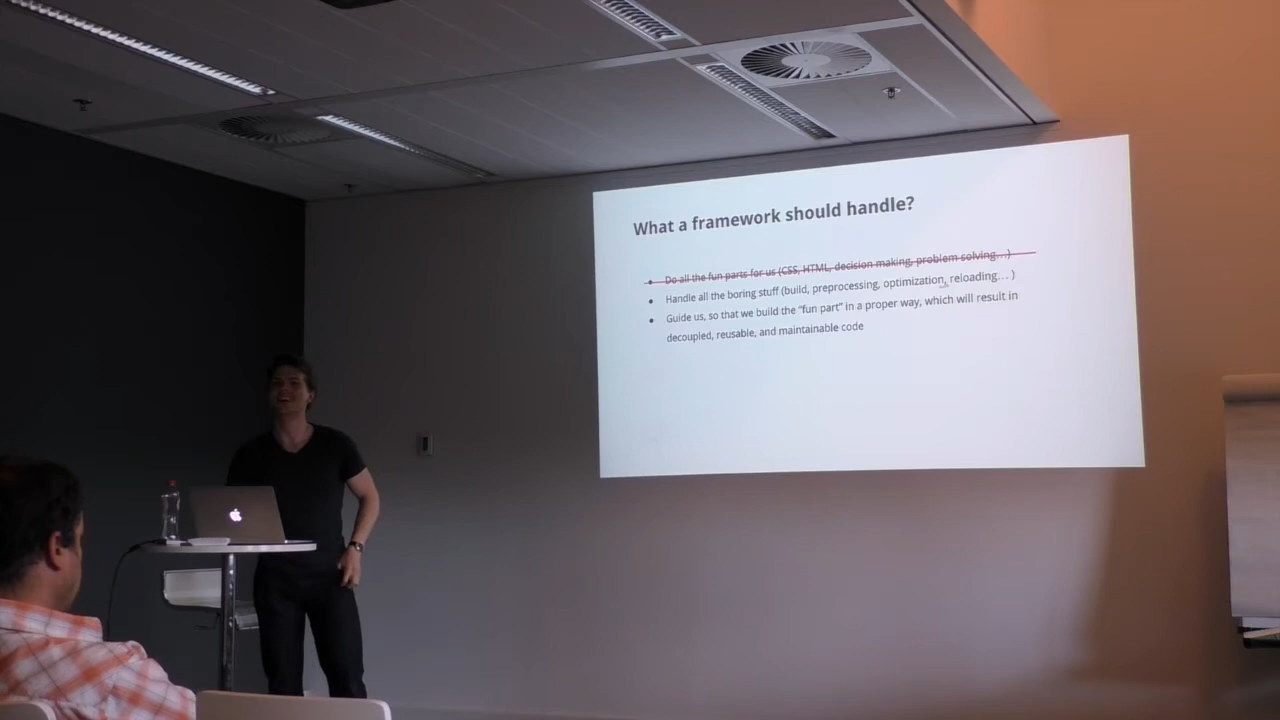 What a framework should handle?
• Do all the fun parts for us (CSS, HTML, decision making, problem solving...)
• Handle all the boring stuff (build, preprocessing, optimization, reloading... )
• Guide us, so that we build the “fun part” in a proper way, which will result in
decoupled, reusable, and maintainable code